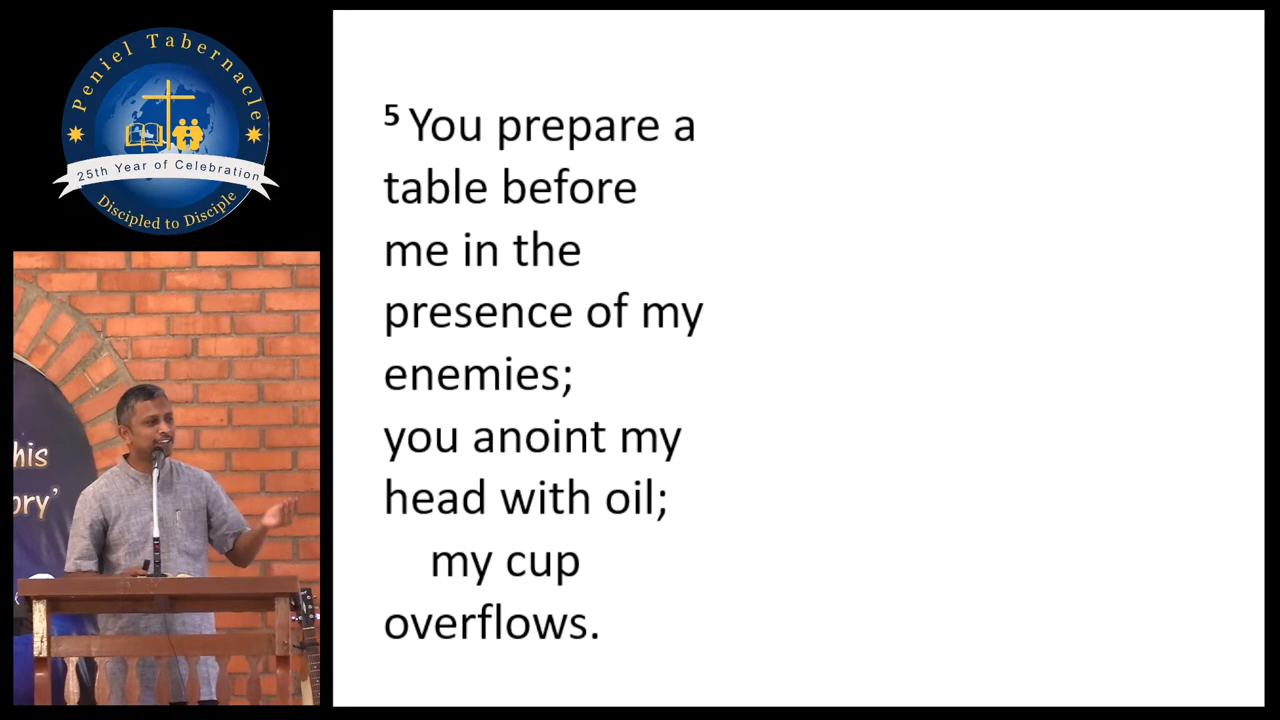 Peniel Tabernacle
25th Year of Celebration
Discipled to Disciple
5 You prepare a
table before
me in the
presence of my
enemies;
you anoint my
head with oil;
my cup
overflows.
his
ory’